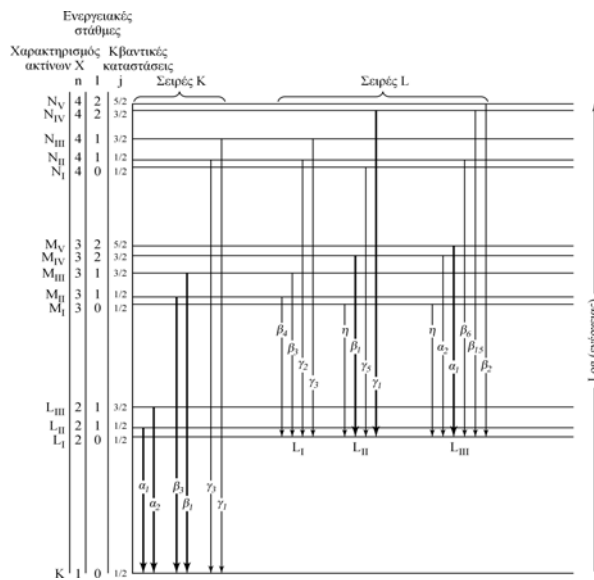 Ενεργειακές
στάθμες
Χαρακτηρισμός Κβαντικές
ακτίνων X καταστάσεις
n l j Σειρές K Σειρές L
N_V 4 2 5/2
N_IV 4 2 3/2
N_III 4 1 3/2
N_II 4 1 1/2
N_I 4 0 1/2
M_V 3 2 5/2
M_IV 3 2 3/2
M_III 3 1 3/2
M_II 3 1 1/2
M_I 3 0 1/2
β4 β3 γ2 γ3 η β1 γ5 γ1 η α2 α1 β6 β15 β2
L_III 2 1 3/2
L_II 2 1 1/2
L_I 2 0 1/2
L_I L_II L_III
α1 α2 β3 β1 γ3 γ1
K 1 0 1/2